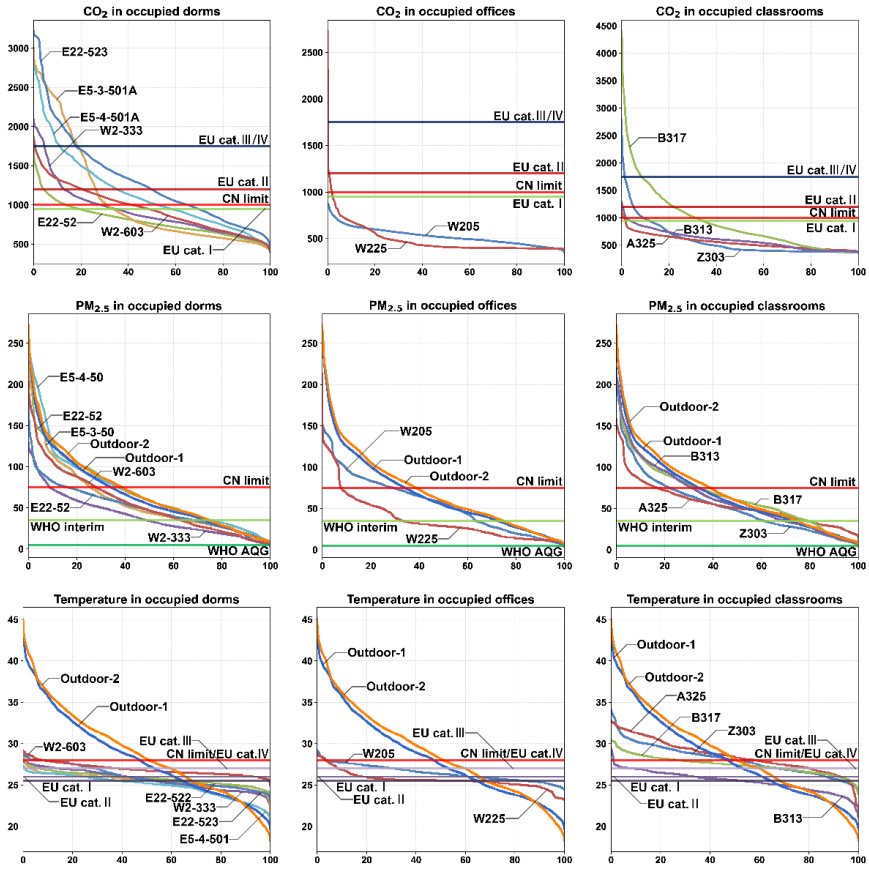 CO2 in occupied dorms
3000
2500
2000
1500
1000
500
0 20 40 60 80 100
E22-523
E5-3-501A
E5-4-501A
W2-333
EU cat. III/IV
EU cat. II
CN limit
E22-52
W2-603
EU cat. I
CO2 in occupied offices
2500
2000
1500
1000
500
0 20 40 60 80 100
EU cat. III/IV
EU cat. II
CN limit
EU cat. I
W205
W225
CO2 in occupied classrooms
4500
4000
3500
3000
2500
2000
1500
1000
500
0 20 40 60 80 100
B317
EU cat. III/IV
EU cat. II
CN limit
EU cat. I
B313
A325
Z303
PM2.5 in occupied dorms
250
200
150
100
50
0
0 20 40 60 80 100
E5-4-50
E22-52
E5-3-50
Outdoor-2
Outdoor-1
W2-603
CN limit
E22-52
WHO interim
W2-333
WHO AQG
PM2.5 in occupied offices
250
200
150
100
50
0
0 20 40 60 80 100
W205
Outdoor-1
Outdoor-2
CN limit
WHO interim
W225
WHO AQG
PM2.5 in occupied classrooms
250
200
150
100
50
0
0 20 40 60 80 100
Outdoor-2
Outdoor-1
B313
CN limit
A325
B317
WHO interim
Z303
WHO AQG
Temperature in occupied dorms
45
40
35
30
25
20
0 20 40 60 80 100
Outdoor-2
Outdoor-1
W2-603
EU cat. III
CN limit/EU cat. IV
EU cat. I
EU cat. II
E22-522
W2-333
E22-523
E5-4-501
Temperature in occupied offices
45
40
35
30
25
20
0 20 40 60 80 100
Outdoor-1
Outdoor-2
EU cat. III
W205
CN limit/EU cat. IV
EU cat. I
EU cat. II
W225
Temperature in occupied classrooms
45
40
35
30
25
20
0 20 40 60 80 100
Outdoor-1
Outdoor-2
A325
B317
Z303
EU cat. III
CN limit/EU cat. IV
EU cat. I
EU cat. II
B313